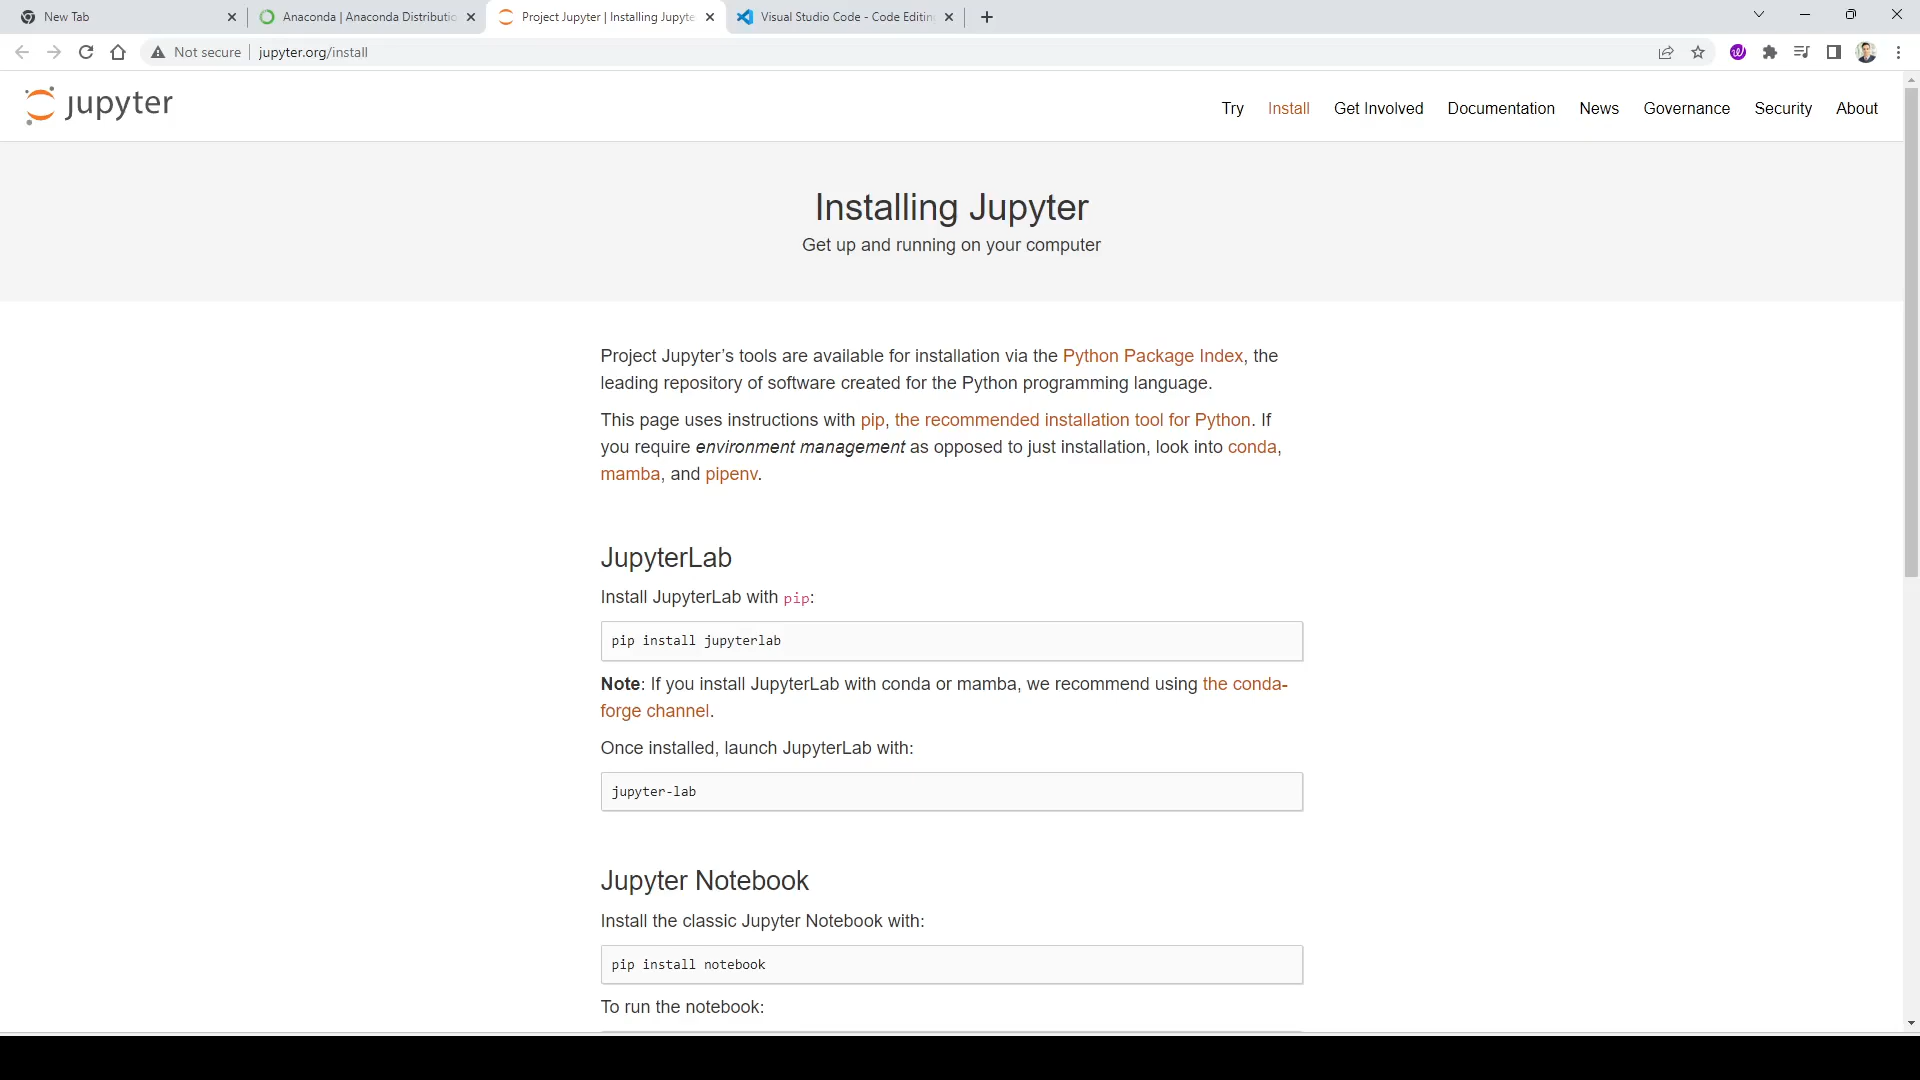 New Tab
Anaconda | Anaconda Distributio
Project Jupyter | Installing Jupyte
Visual Studio Code - Code Editin
Not secure
jupyter.org/install
jupyter
Try
Install
Get Involved
Documentation
News
Governance
Security
About
Installing Jupyter
Get up and running on your computer
Project Jupyter’s tools are available for installation via the Python Package Index, the
leading repository of software created for the Python programming language.
This page uses instructions with pip, the recommended installation tool for Python. If
you require environment management as opposed to just installation, look into conda,
mamba, and pipenv.
JupyterLab
Install JupyterLab with pip:
pip install jupyterlab
Note: If you install JupyterLab with conda or mamba, we recommend using the conda-
forge channel.
Once installed, launch JupyterLab with:
jupyter-lab
Jupyter Notebook
Install the classic Jupyter Notebook with:
pip install notebook
To run the notebook: